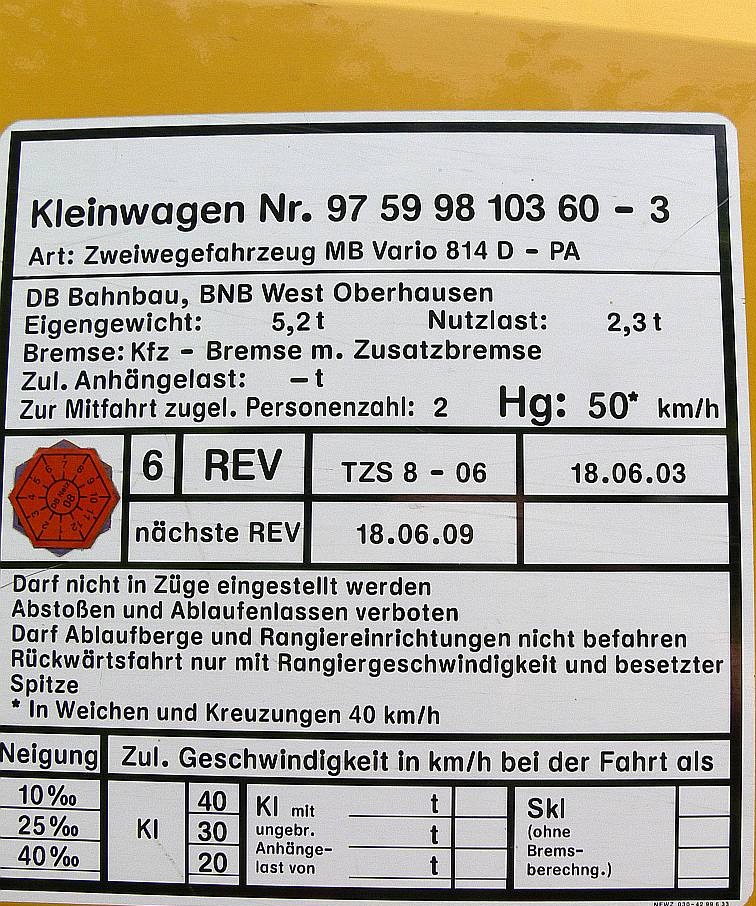 Kleinwagen Nr. 97 59 98 103 60 - 3
Art: Zweiwegefahrzeug MB Vario 814 D - PA
DB Bahnbau, BNB West Oberhausen
Eigengewicht: 5,2 t Nutzlast: 2,3 t
Bremse: Kfz - Bremse m. Zusatzbremse
Zul. Anhängelast: - t
Zur Mitfahrt zugel. Personenzahl: 2 Hg: 50* km/h
6 REV TZS 8 - 06 18.06.03
nächste REV 18.06.09
DB Netz
08
Darf nicht in Züge eingestellt werden
Abstoßen und Ablaufenlassen verboten
Darf Ablaufberge und Rangiereinrichtungen nicht befahren
Rückwärtsfahrt nur mit Rangiergeschwindigkeit und besetzter
Spitze
* In Weichen und Kreuzungen 40 km/h
Neigung Zul. Geschwindigkeit in km/h bei der Fahrt als
10‰ 40 Kl mit t Skl
25‰ Kl 30 ungebr. t (ohne
Anhänge- Brems-
40‰ 20 last von t berechng.)